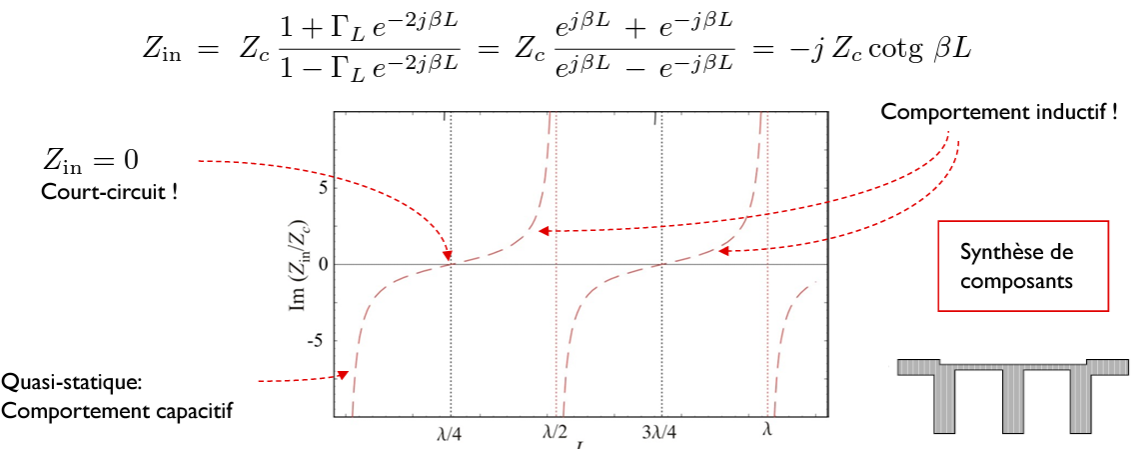 Z_in = Z_c (1 + Γ_L e^{-2jβL}) / (1 − Γ_L e^{-2jβL}) = Z_c (e^{jβL} + e^{-jβL}) / (e^{jβL} − e^{-jβL}) = −j Z_c cotg βL
Comportement inductif !
Z_in = 0
Court-circuit !
Synthèse de
composants
Im (Z_in/Z_c)
5
0
-5
Quasi-statique:
Comportement capacitif
λ/4 λ/2 3λ/4 λ
L